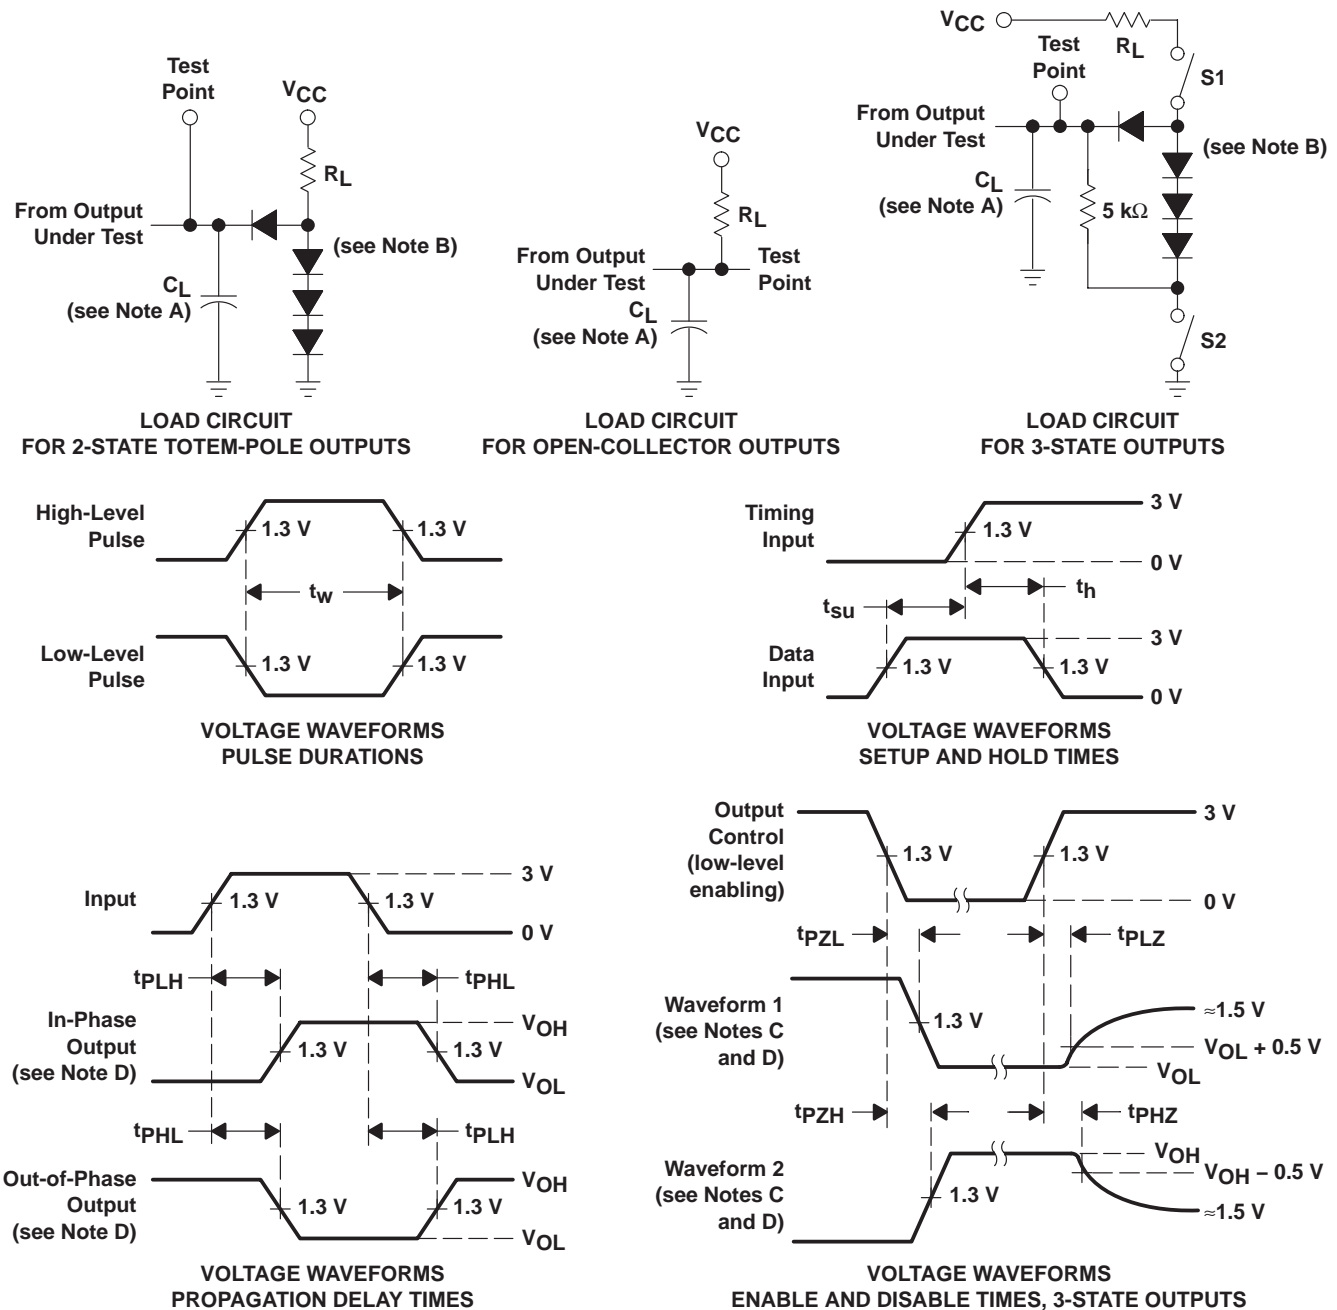 Test
Point
VCC
RL
From Output
Under Test
(see Note B)
CL
(see Note A)
LOAD CIRCUIT
FOR 2-STATE TOTEM-POLE OUTPUTS
VCC
RL
From Output
Under Test
Test
Point
CL
(see Note A)
LOAD CIRCUIT
FOR OPEN-COLLECTOR OUTPUTS
VCC
RL
Test
Point
S1
From Output
Under Test
(see Note B)
CL
(see Note A)
5 kΩ
S2
LOAD CIRCUIT
FOR 3-STATE OUTPUTS
High-Level
Pulse
1.3 V
1.3 V
tw
Low-Level
Pulse
1.3 V
1.3 V
VOLTAGE WAVEFORMS
PULSE DURATIONS
Timing
Input
1.3 V
3 V
0 V
th
tsu
Data
Input
1.3 V
1.3 V
3 V
0 V
VOLTAGE WAVEFORMS
SETUP AND HOLD TIMES
Input
1.3 V
1.3 V
3 V
0 V
tPLH
tPHL
In-Phase
Output
(see Note D)
1.3 V
1.3 V
VOH
VOL
tPHL
tPLH
Out-of-Phase
Output
(see Note D)
1.3 V
1.3 V
VOH
VOL
VOLTAGE WAVEFORMS
PROPAGATION DELAY TIMES
Output
Control
(low-level
enabling)
1.3 V
1.3 V
3 V
0 V
tPZL
tPLZ
Waveform 1
(see Notes C
and D)
1.3 V
≈1.5 V
VOL + 0.5 V
VOL
tPZH
tPHZ
Waveform 2
(see Notes C
and D)
1.3 V
VOH
VOH − 0.5 V
≈1.5 V
VOLTAGE WAVEFORMS
ENABLE AND DISABLE TIMES, 3-STATE OUTPUTS